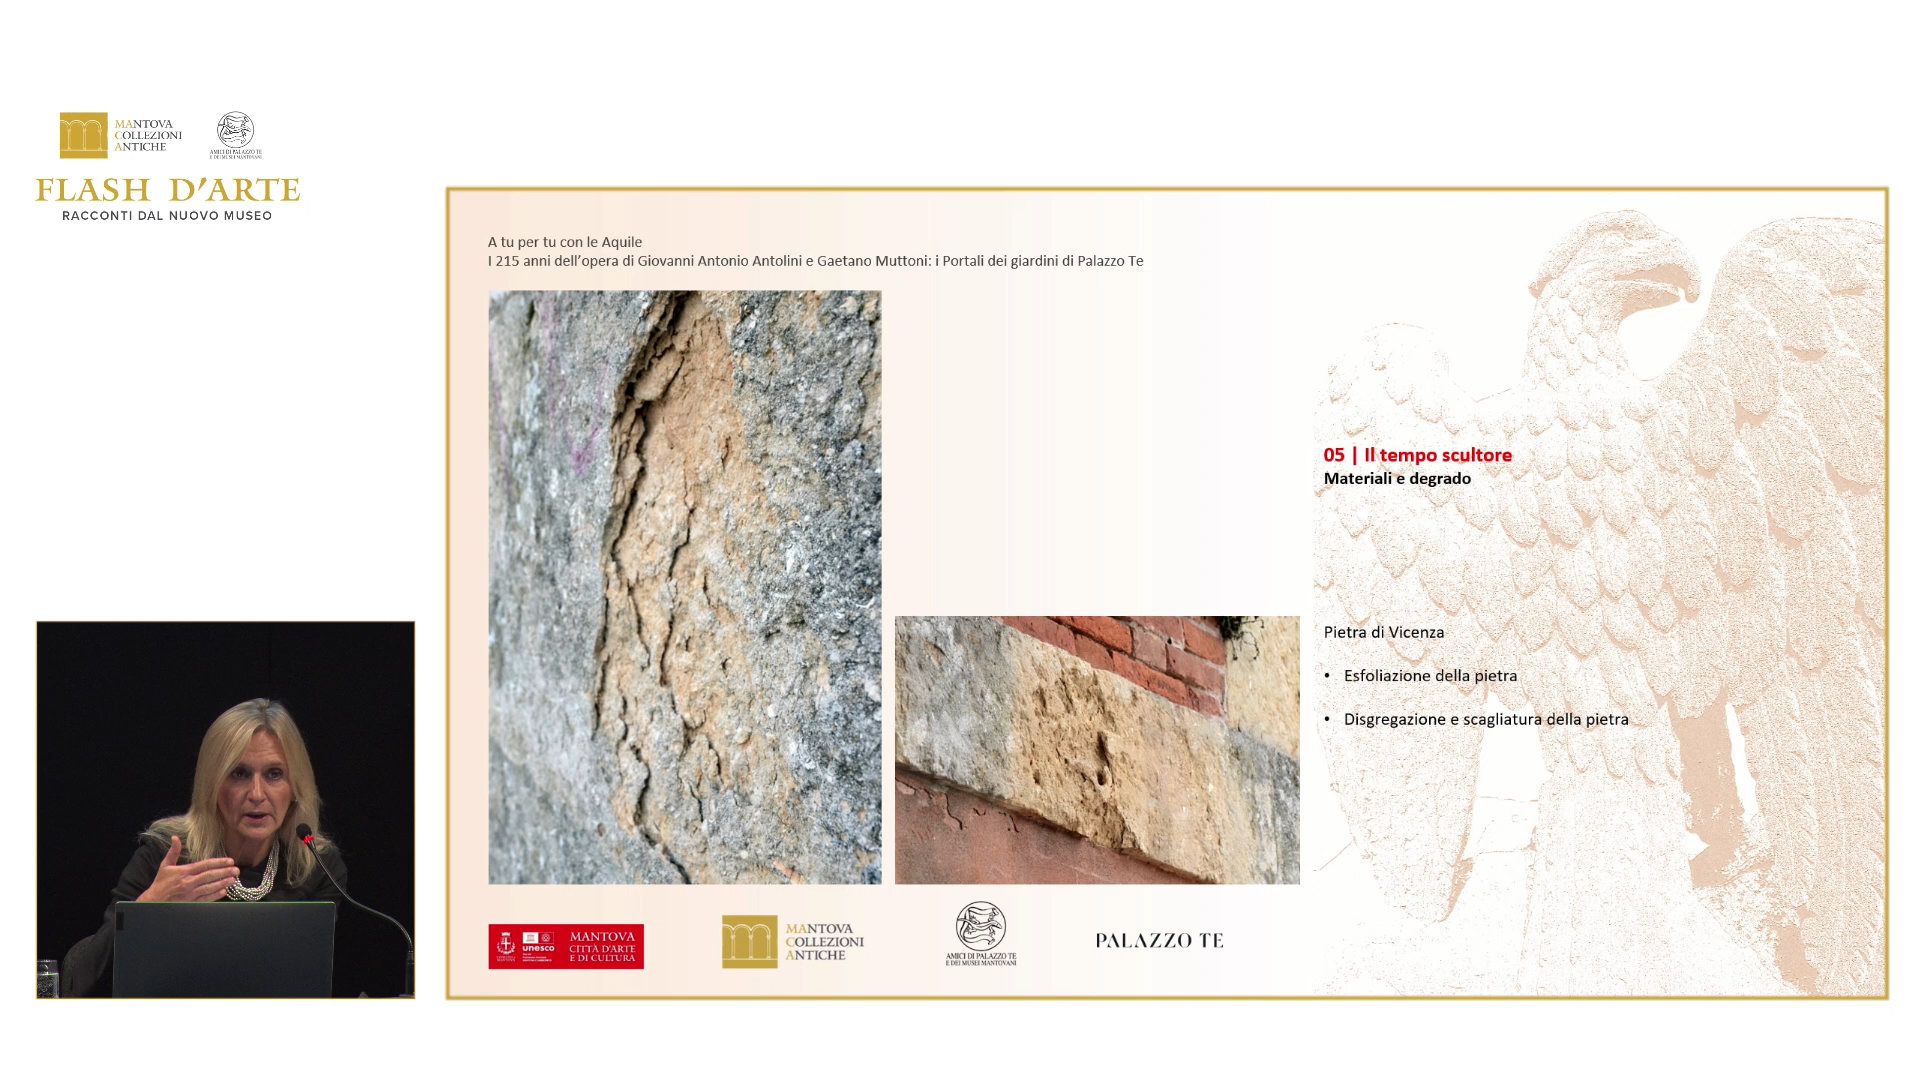 MANTOVA
COLLEZIONI
ANTICHE
AMICI DI PALAZZO TE
E DEI MUSEI MANTOVANI
FLASH D'ARTE
RACCONTI DAL NUOVO MUSEO
A tu per tu con le Aquile
I 215 anni dell'opera di Giovanni Antonio Antolini e Gaetano Muttoni: i Portali dei giardini di Palazzo Te
05 | Il tempo scultore
Materiali e degrado
Pietra di Vicenza
• Esfoliazione della pietra
• Disgregazione e scagliatura della pietra
unesco
MANTOVA
CITTÀ D'ARTE
E DI CULTURA
MANTOVA
COLLEZIONI
ANTICHE
AMICI DI PALAZZO TE
E DEI MUSEI MANTOVANI
PALAZZO TE